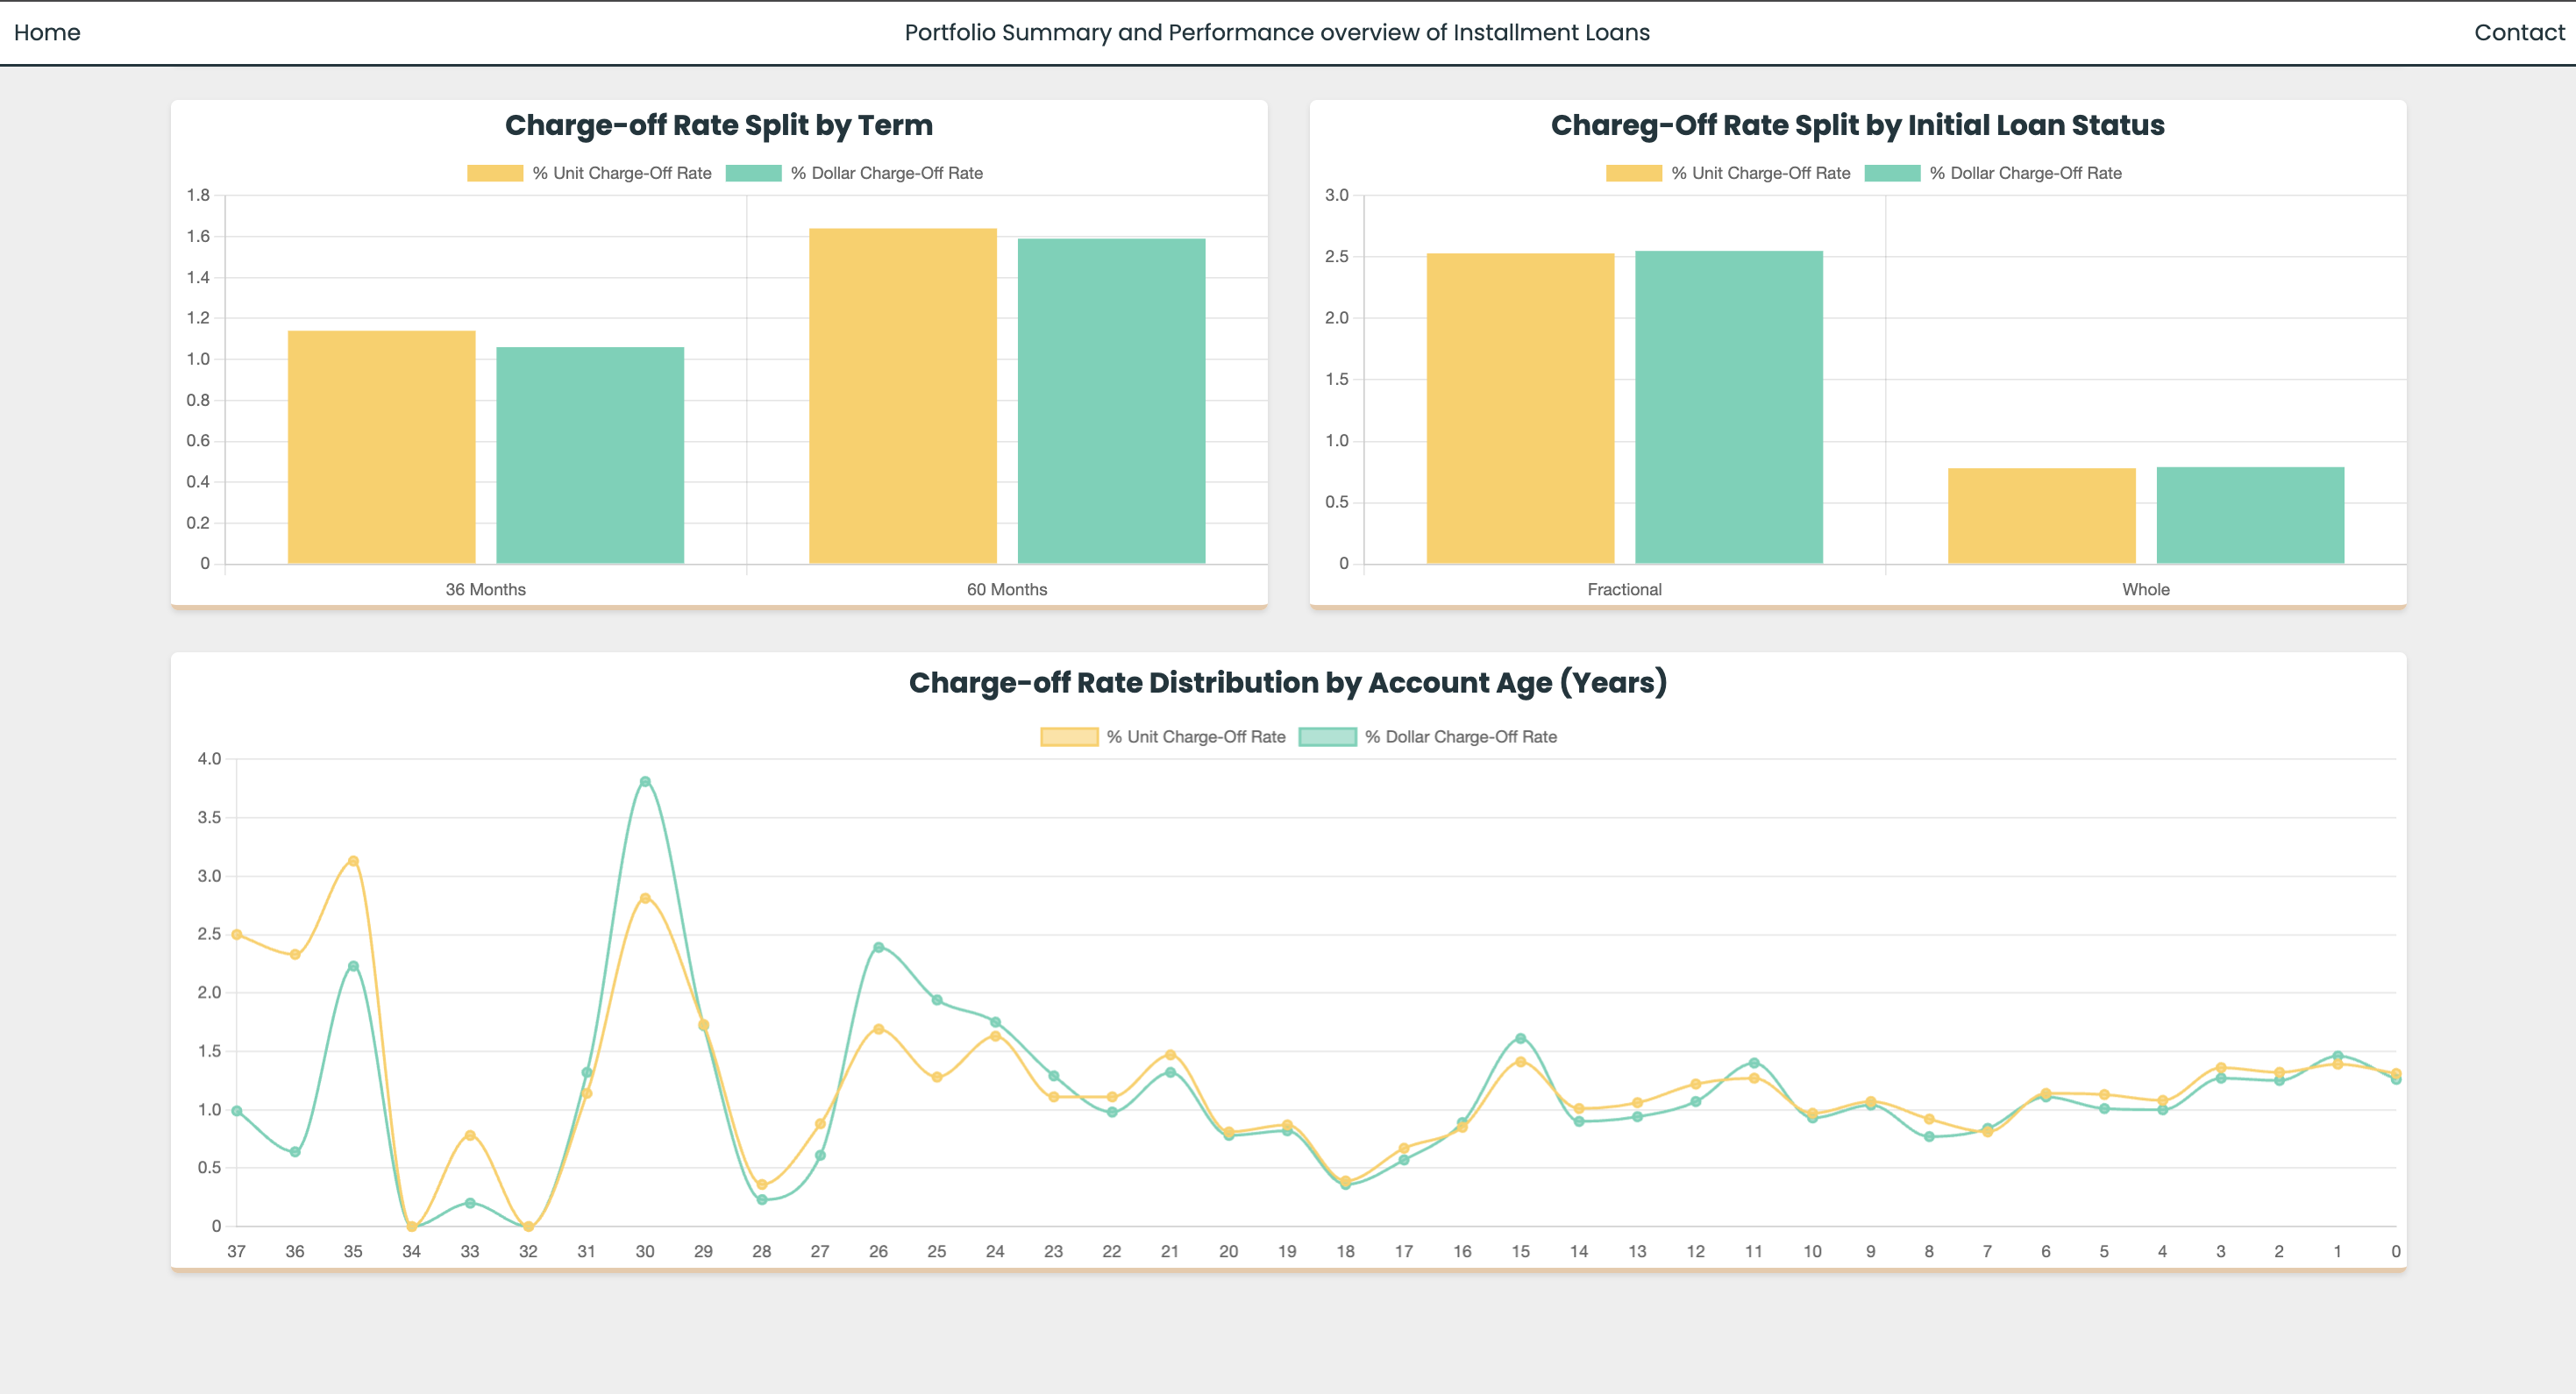 Home Portfolio Summary and Performance overview of Installment Loans Contact
Charge-off Rate Split by Term
% Unit Charge-Off Rate % Dollar Charge-Off Rate
1.8
1.6
1.4
1.2
1.0
0.8
0.6
0.4
0.2
0
36 Months 60 Months
Chareg-Off Rate Split by Initial Loan Status
% Unit Charge-Off Rate % Dollar Charge-Off Rate
3.0
2.5
2.0
1.5
1.0
0.5
0
Fractional Whole
Charge-off Rate Distribution by Account Age (Years)
% Unit Charge-Off Rate % Dollar Charge-Off Rate
4.0
3.5
3.0
2.5
2.0
1.5
1.0
0.5
0
37 36 35 34 33 32 31 30 29 28 27 26 25 24 23 22 21 20 19 18 17 16 15 14 13 12 11 10 9 8 7 6 5 4 3 2 1 0